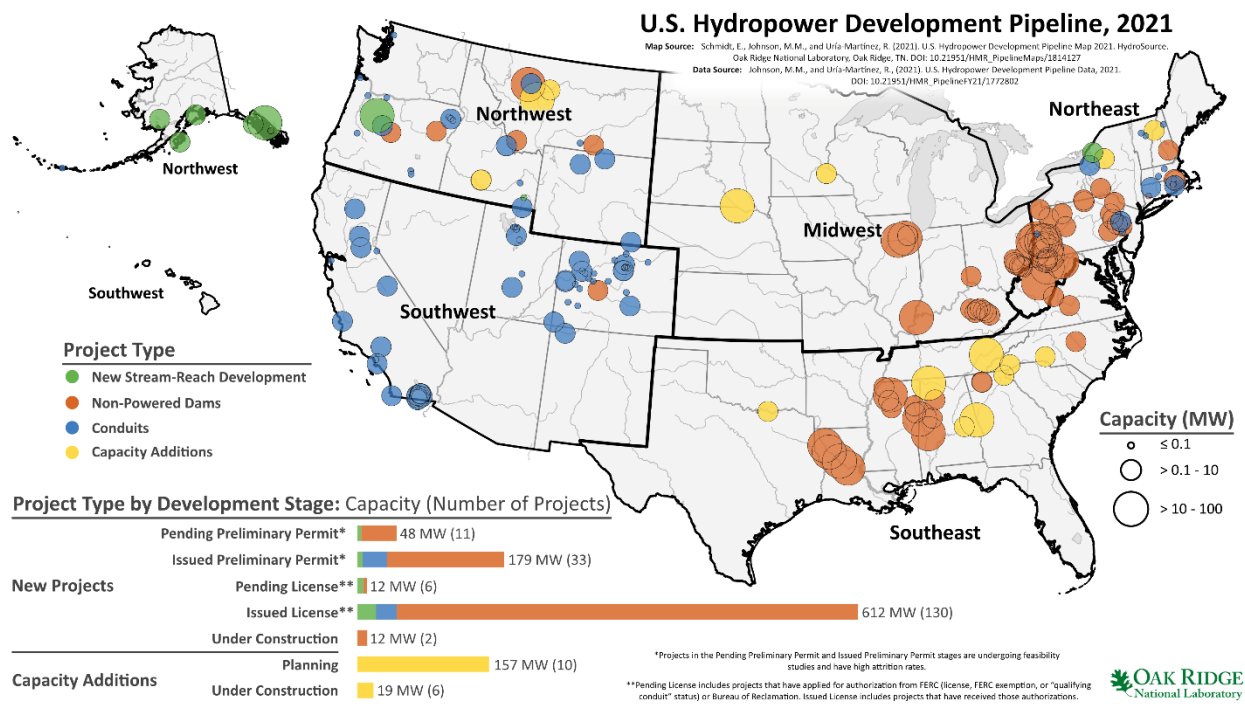 U.S. Hydropower Development Pipeline, 2021
Map Source: Schmidt, E., Johnson, M.M., and Uría-Martínez, R. (2021). U.S. Hydropower Development Pipeline Map 2021. HydroSource.
Oak Ridge National Laboratory, Oak Ridge, TN. DOI: 10.21951/HMR_PipelineMaps/1814127
Data Source: Johnson, M.M., and Uría-Martínez, R., (2021). U.S. Hydropower Development Pipeline Data, 2021.
DOI: 10.21951/HMR_PipelineFY21/1772802
Northwest
Northwest
Northeast
Midwest
Southwest
Southwest
Southeast
Project Type
New Stream-Reach Development
Non-Powered Dams
Conduits
Capacity Additions
Capacity (MW)
≤ 0.1
> 0.1 - 10
> 10 - 100
Project Type by Development Stage: Capacity (Number of Projects)
New Projects
Pending Preliminary Permit* 48 MW (11)
Issued Preliminary Permit* 179 MW (33)
Pending License** 12 MW (6)
Issued License** 612 MW (130)
Under Construction 12 MW (2)
Capacity Additions
Planning 157 MW (10)
Under Construction 19 MW (6)
*Projects in the Pending Preliminary Permit and Issued Preliminary Permit stages are undergoing feasibility
studies and have high attrition rates.
**Pending License includes projects that have applied for authorization from FERC (license, FERC exemption, or "qualifying
conduit" status) or Bureau of Reclamation. Issued License includes projects that have received those authorizations.
OAK RIDGE
National Laboratory